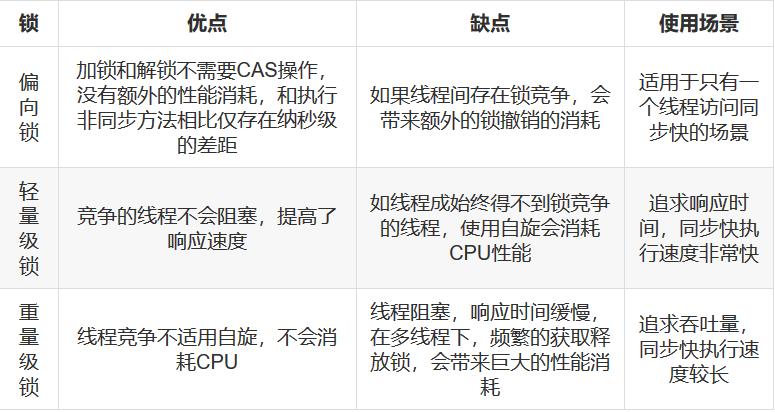 锁 优点 缺点 使用场景
偏向锁
加锁和解锁不需要CAS操作，
没有额外的性能消耗，和执行
非同步方法相比仅存在纳秒级
的差距
如果线程间存在锁竞争，会
带来额外的锁撤销的消耗
适用于只有一
个线程访问同
步快的场景
轻量级锁
竞争的线程不会阻塞，提高了
响应速度
如线程成始终得不到锁竞争
的线程，使用自旋会消耗
CPU性能
追求响应时
间，同步快执
行速度非常快
重量级锁
线程竞争不适用自旋，不会消
耗CPU
线程阻塞，响应时间缓慢，
在多线程下，频繁的获取释
放锁，会带来巨大的性能消
耗
追求吞吐量，
同步快执行速
度较长